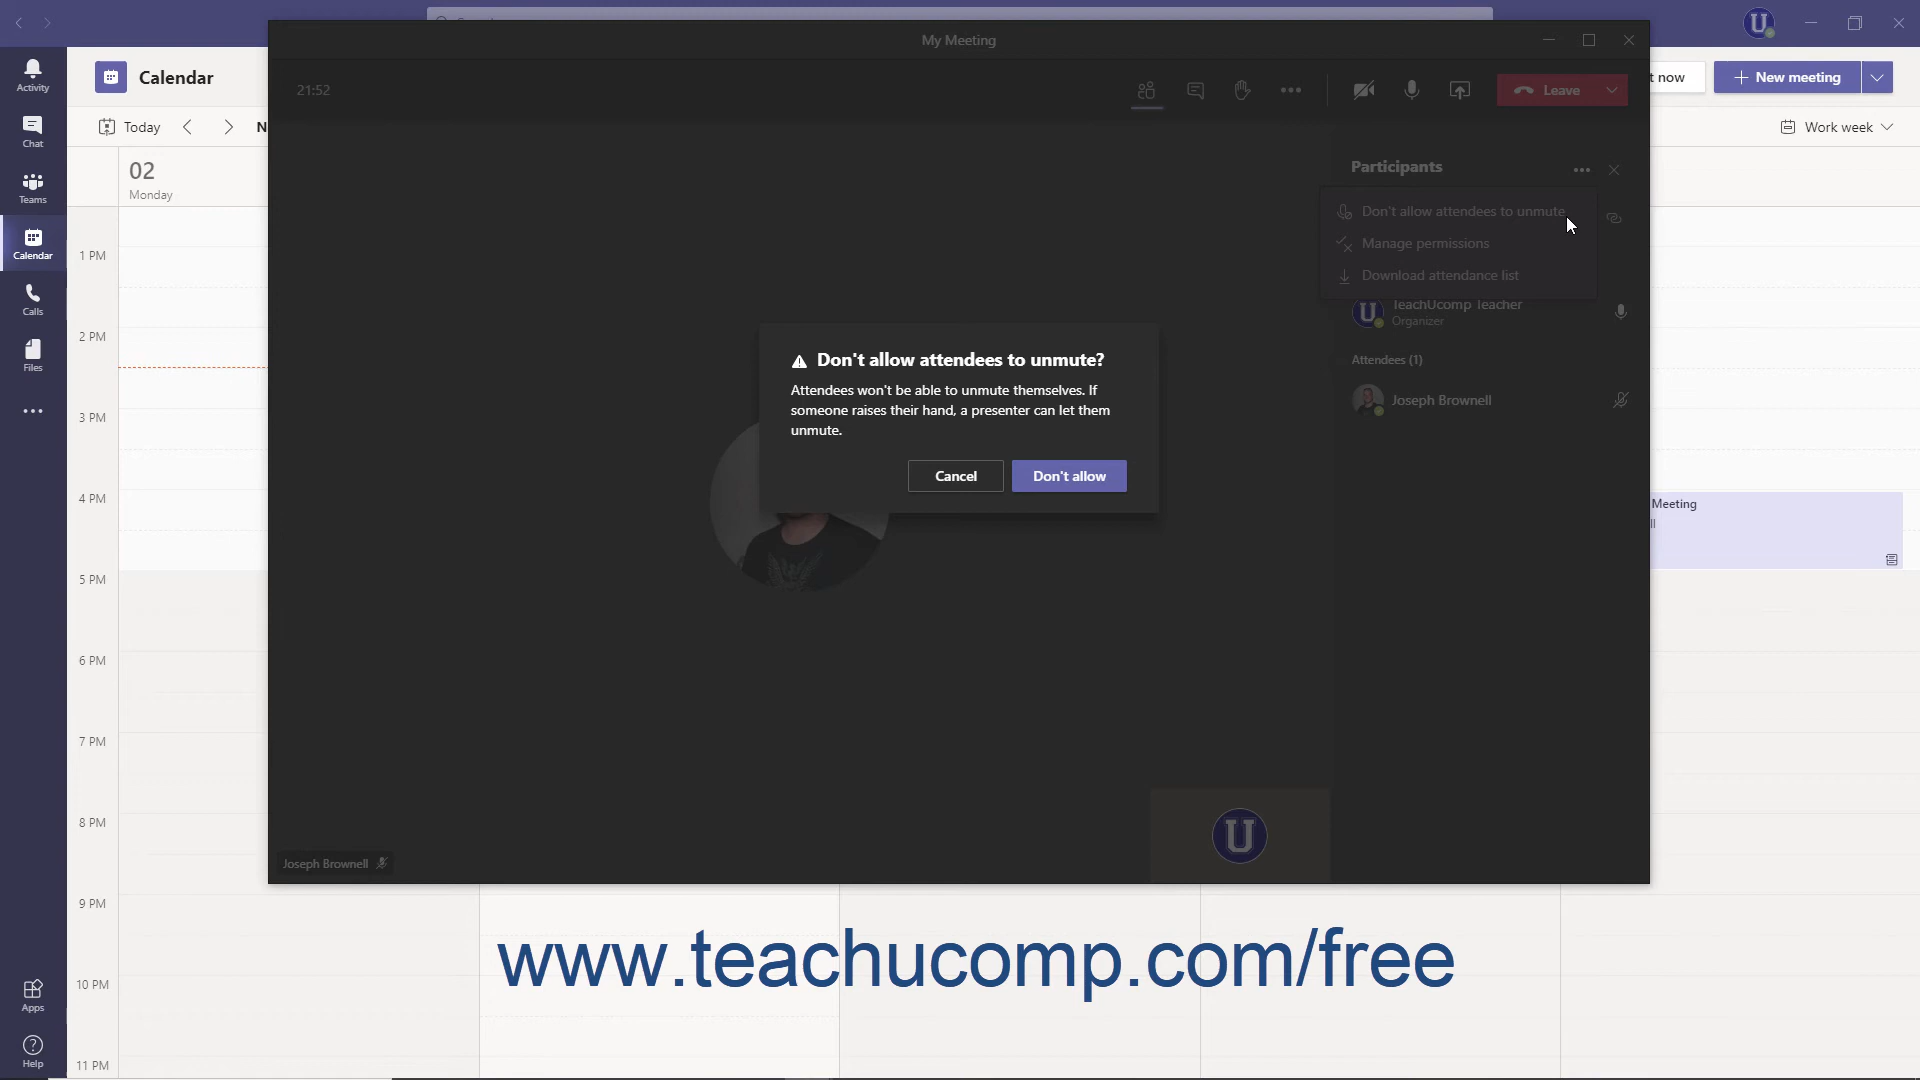 My Meeting
Activity
Calendar
t now
New meeting
21:52
Leave
Chat
Today
N
Work week
02
Monday
Participants
Teams
Don't allow attendees to unmute
Manage permissions
Calendar
1 PM
Download attendance list
TeachUcomp Teacher
Organizer
Calls
2 PM
Don't allow attendees to unmute?
Attendees (1)
Files
Attendees won't be able to unmute themselves. If
someone raises their hand, a presenter can let them
unmute.
Joseph Brownell
3 PM
Cancel
Don't allow
4 PM
Meeting
ll
5 PM
6 PM
7 PM
8 PM
U
Joseph Brownell
9 PM
www.teachucomp.com/free
10 PM
Apps
Help
11 PM